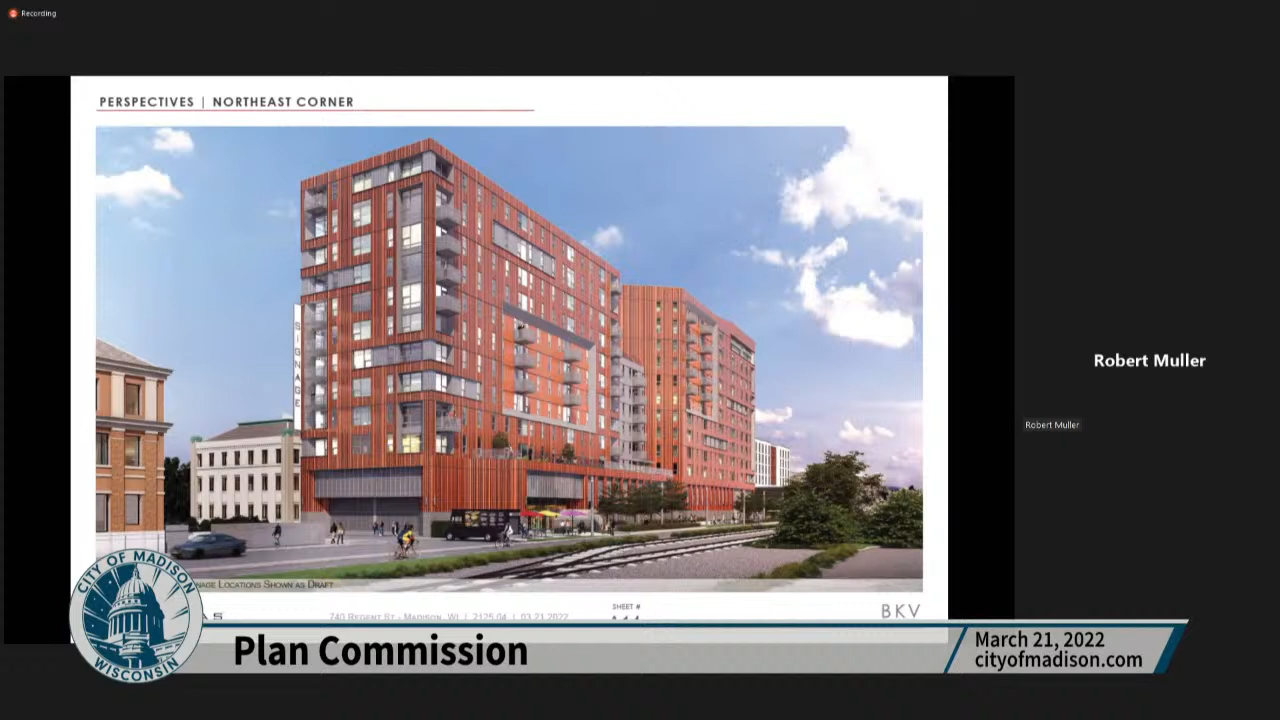 Recording
PERSPECTIVES | NORTHEAST CORNER
SIGNAGE
Robert Muller
Robert Muller
NAGE LOCATIONS SHOWN AS DRAFT
740 REGENT ST - MADISON, WI | 2125.04 | 03.21.2022
SHEET #
BKV
CITY OF MADISON
WISCONSIN
Plan Commission
March 21, 2022
cityofmadison.com